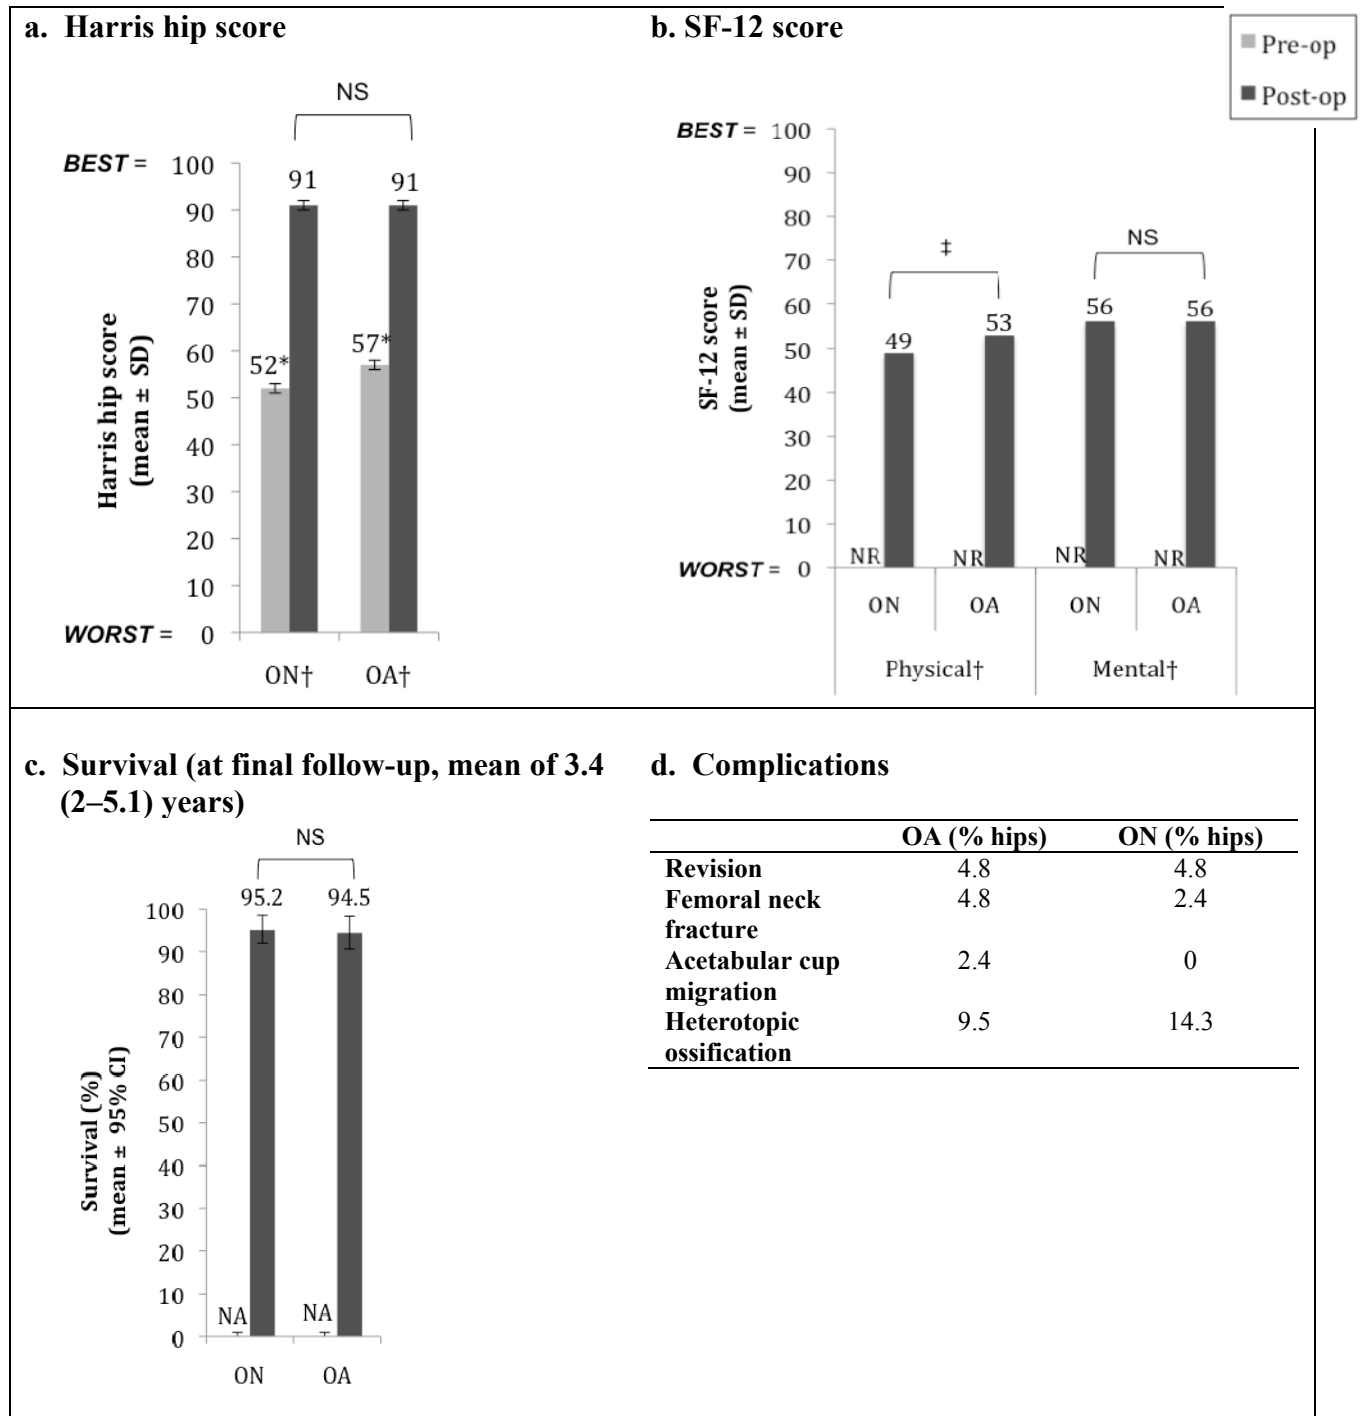 a. Harris hip score
NS
BEST = 100
90
80
70
60
50
40
30
20
10
WORST = 0
Harris hip score
(mean ± SD)
52*
91
57*
91
ON†
OA†
b. SF-12 score
Pre-op
Post-op
BEST = 100
90
80
70
60
50
40
30
20
10
WORST = 0
SF-12 score
(mean ± SD)
‡
NS
49
53
56
56
NR
NR
NR
NR
ON
OA
ON
OA
Physical†
Mental†
c. Survival (at final follow-up, mean of 3.4
(2–5.1) years)
NS
95.2
94.5
100
90
80
70
60
50
40
30
20
10
0
Survival (%)
(mean ± 95% CI)
NA
NA
ON
OA
d. Complications
OA (% hips) ON (% hips)
Revision 4.8 4.8
Femoral neck 4.8 2.4
fracture
Acetabular cup 2.4 0
migration
Heterotopic 9.5 14.3
ossification